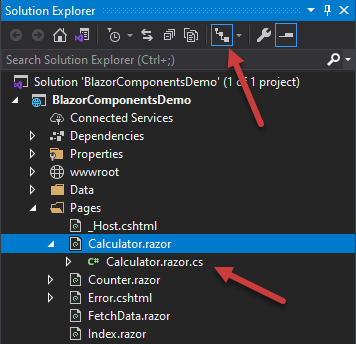 Solution Explorer
Search Solution Explorer (Ctrl+;)
Solution 'BlazorComponentsDemo' (1 of 1 project)
BlazorComponentsDemo
Connected Services
Dependencies
Properties
wwwroot
Data
Pages
_Host.cshtml
Calculator.razor
C# Calculator.razor.cs
Counter.razor
Error.cshtml
FetchData.razor
Index.razor